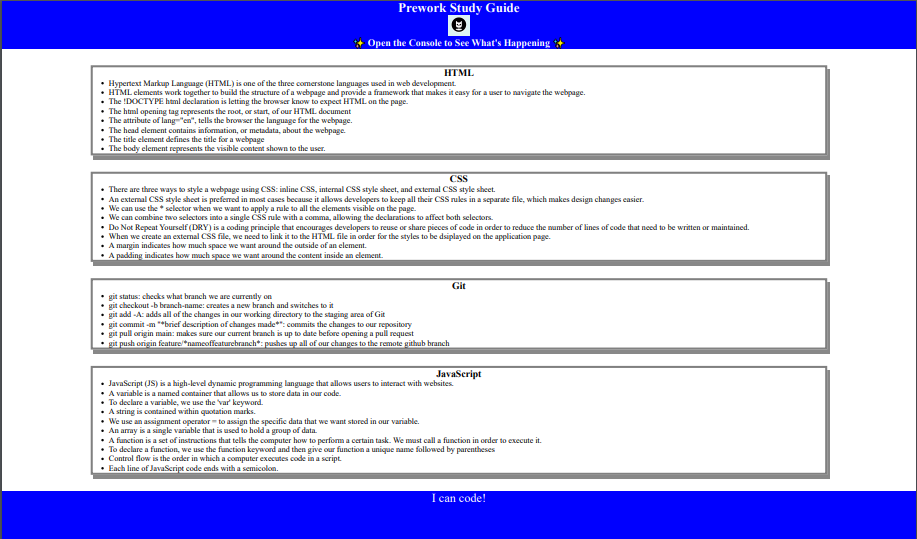 Prework Study Guide
✨ Open the Console to See What's Happening ✨
HTML
• Hypertext Markup Language (HTML) is one of the three cornerstone languages used in web development.
• HTML elements work together to build the structure of a webpage and provide a framework that makes it easy for a user to navigate the webpage.
• The !DOCTYPE html declaration is letting the browser know to expect HTML on the page.
• The html opening tag represents the root, or start, of our HTML document
• The attribute of lang="en", tells the browser the language for the webpage.
• The head element contains information, or metadata, about the webpage.
• The title element defines the title for a webpage
• The body element represents the visible content shown to the user.
CSS
• There are three ways to style a webpage using CSS: inline CSS, internal CSS style sheet, and external CSS style sheet.
• An external CSS style sheet is preferred in most cases because it allows developers to keep all their CSS rules in a separate file, which makes design changes easier.
• We can use the * selector when we want to apply a rule to all the elements visible on the page.
• We can combine two selectors into a single CSS rule with a comma, allowing the declarations to affect both selectors.
• Do Not Repeat Yourself (DRY) is a coding principle that encourages developers to reuse or share pieces of code in order to reduce the number of lines of code that need to be written or maintained.
• When we create an external CSS file, we need to link it to the HTML file in order for the styles to be dsiplayed on the application page.
• A margin indicates how much space we want around the outside of an element.
• A padding indicates how much space we want around the content inside an element.
Git
• git status: checks what branch we are currently on
• git checkout -b branch-name: creates a new branch and switches to it
• git add -A: adds all of the changes in our working directory to the staging area of Git
• git commit -m "*brief description of changes made*": commits the changes to our repository
• git pull origin main: makes sure our current branch is up to date before opening a pull request
• git push origin feature/*nameoffeaturebranch*: pushes up all of our changes to the remote github branch
JavaScript
• JavaScript (JS) is a high-level dynamic programming language that allows users to interact with websites.
• A variable is a named container that allows us to store data in our code.
• To declare a variable, we use the 'var' keyword.
• A string is contained within quotation marks.
• We use an assignment operator = to assign the specific data that we want stored in our variable.
• An array is a single variable that is used to hold a group of data.
• A function is a set of instructions that tells the computer how to perform a certain task. We must call a function in order to execute it.
• To declare a function, we use the function keyword and then give our function a unique name followed by parentheses
• Control flow is the order in which a computer executes code in a script.
• Each line of JavaScript code ends with a semicolon.
I can code!